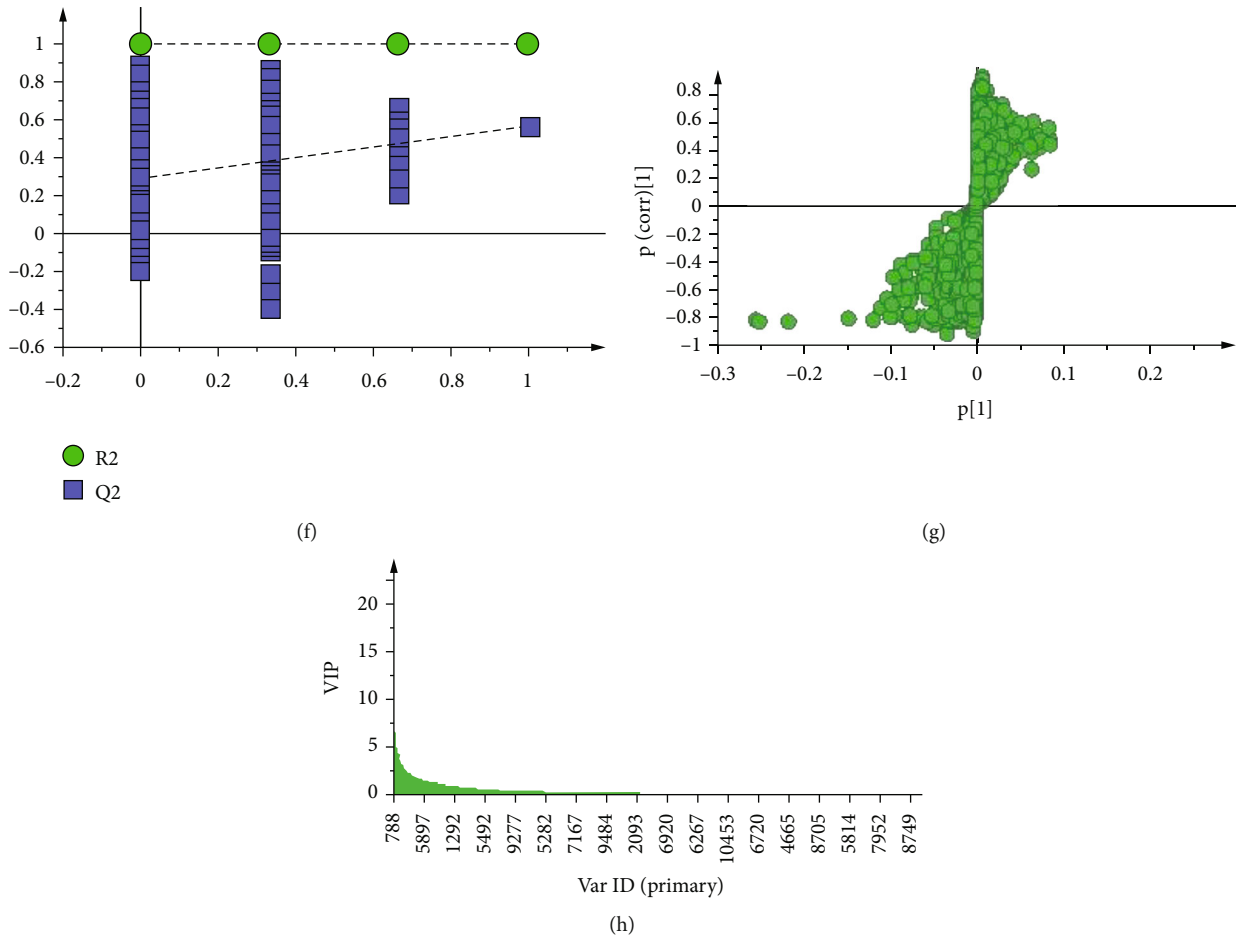 1
0.8
0.6
0.4
0.2
0
–0.2
–0.4
–0.6
–0.2 0 0.2 0.4 0.6 0.8 1
R2
Q2
(f)
0.8
0.6
0.4
0.2
0
–0.2
–0.4
–0.6
–0.8
–1
p (corr)[1]
–0.3 –0.2 –0.1 0 0.1 0.2
p[1]
(g)
20
15
10
5
0
VIP
788 5897 1292 5492 9277 5282 7167 9484 2093 6920 6267 10453 6720 4665 8705 5814 7952 8749
Var ID (primary)
(h)